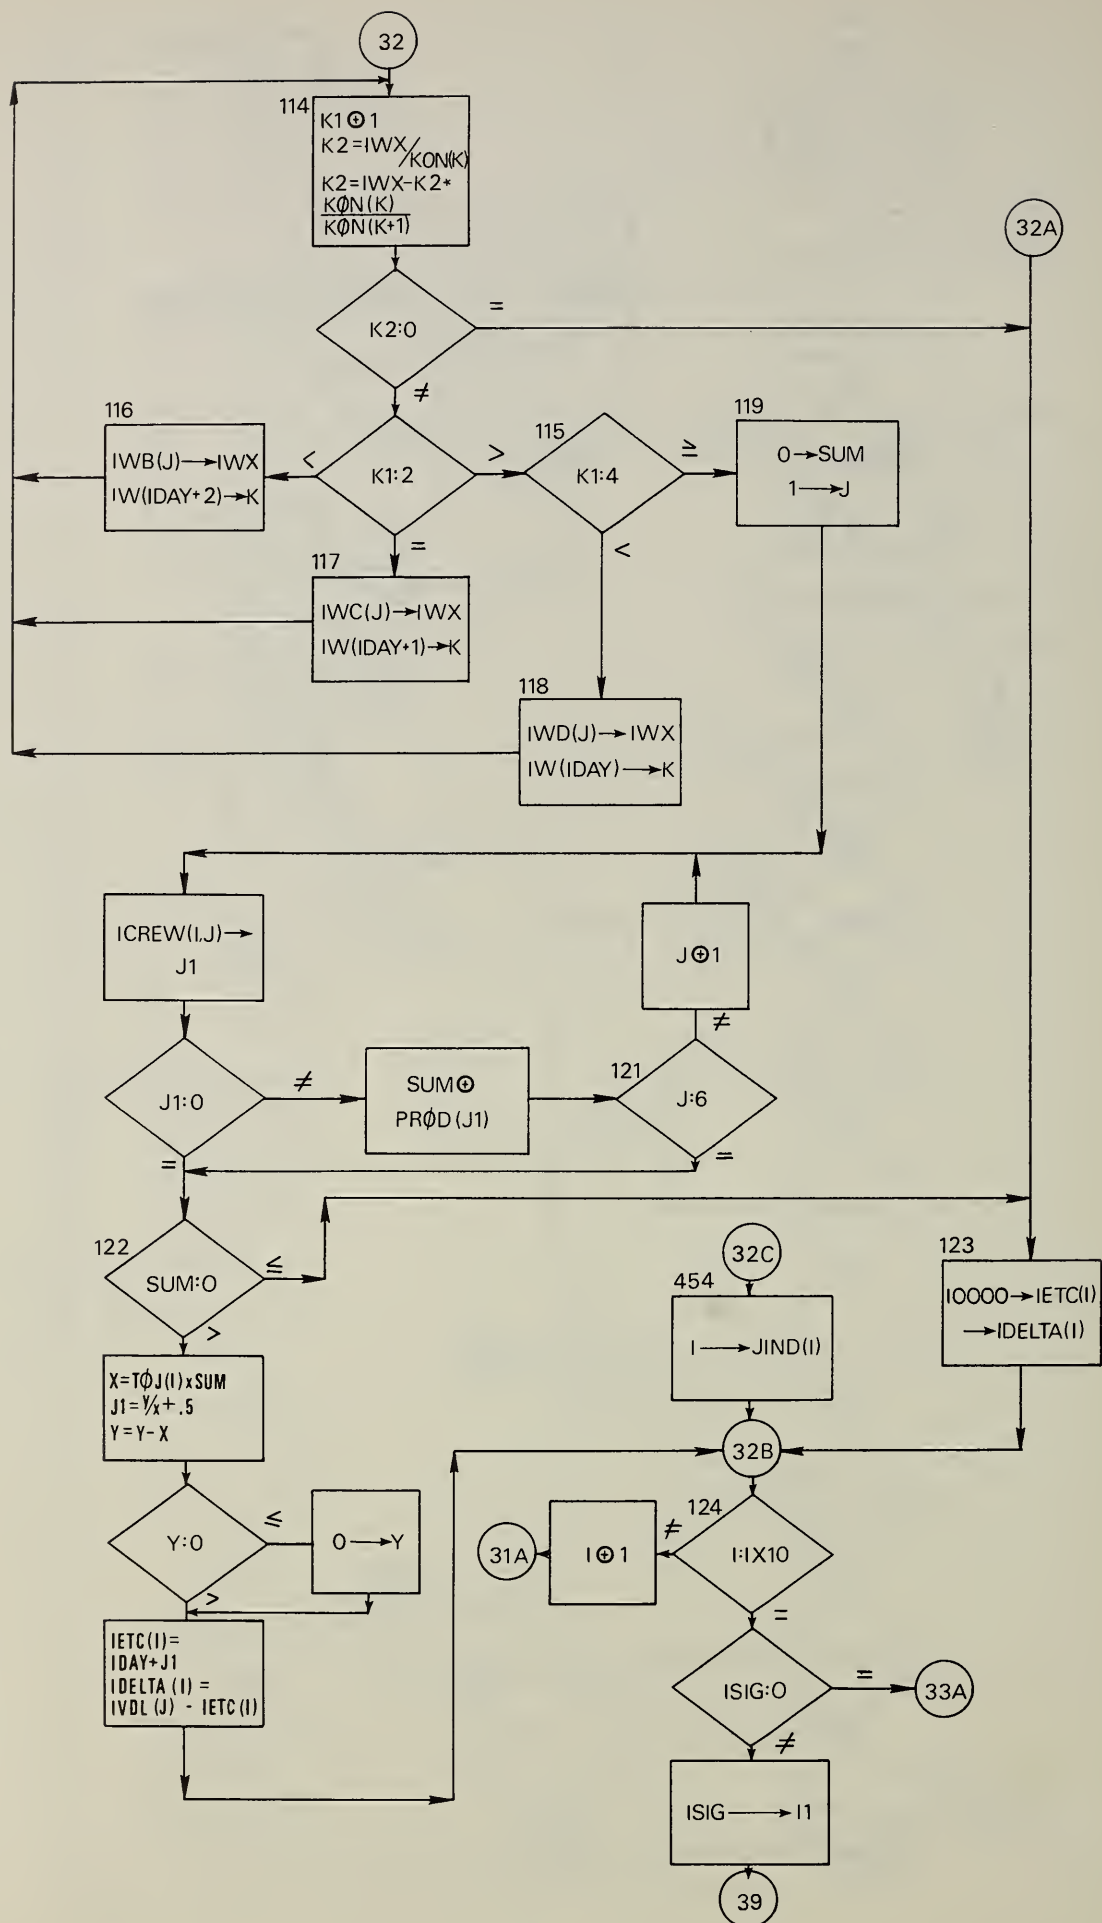 32
114
K1⊕1
K2=IWX/KON(K)
K2=IWX-K2*
KØN(K)
KØN(K+1)
32A
K2:0
=
≠
116
IWB(J)→IWX
IW(IDAY+2)→K
<
K1:2
>
=
115
K1:4
≥
<
119
0→SUM
1→J
117
IWC(J)→IWX
IW(IDAY+1)→K
118
IWD(J)→IWX
IW(IDAY)→K
ICREW(I,J)→
J1
J⊕1
≠
J1:0
≠
=
SUM⊕
PRØD(J1)
121
J:6
=
122
SUM:0
≤
>
32C
454
I→JIND(I)
123
10000→IETC(I)
→IDELTA(I)
X=TØJ(I)xSUM
J1=Y/x+.5
Y=Y-X
32B
Y:0
≤
>
0→Y
31A
I⊕1
≠
124
I:IX10
=
IETC(I)=
IDAY+J1
IDELTA(I)=
IVDL(J) - IETC(I)
ISIG:0
=
33A
≠
ISIG→I1
39